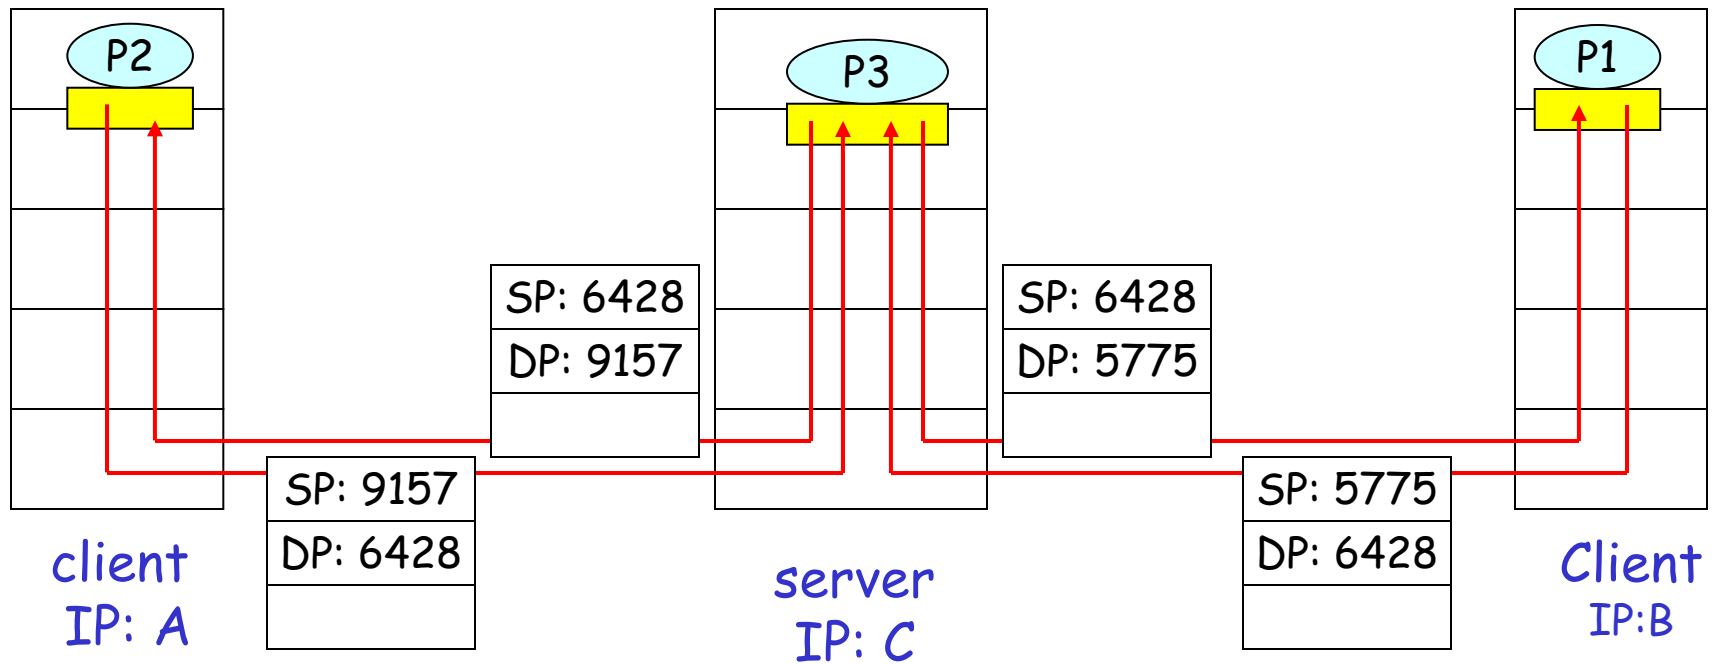 P2
P3
P1
SP: 6428
DP: 9157
SP: 6428
DP: 5775
SP: 9157
DP: 6428
SP: 5775
DP: 6428
client
IP: A
server
IP: C
Client
IP:B